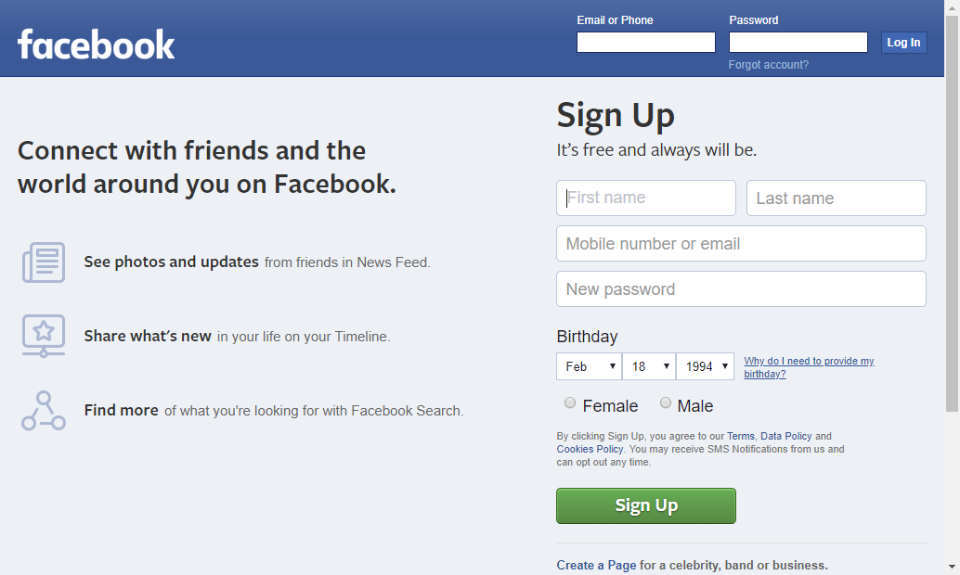 facebook
Email or Phone
Password
Log In
Forgot account?
Connect with friends and the
world around you on Facebook.
See photos and updates from friends in News Feed.
Share what's new in your life on your Timeline.
Find more of what you're looking for with Facebook Search.
Sign Up
It's free and always will be.
First name
Last name
Mobile number or email
New password
Birthday
Feb 18 1994
Why do I need to provide my
birthday?
Female Male
By clicking Sign Up, you agree to our Terms, Data Policy and
Cookies Policy. You may receive SMS Notifications from us and
can opt out any time.
Sign Up
Create a Page for a celebrity, band or business.